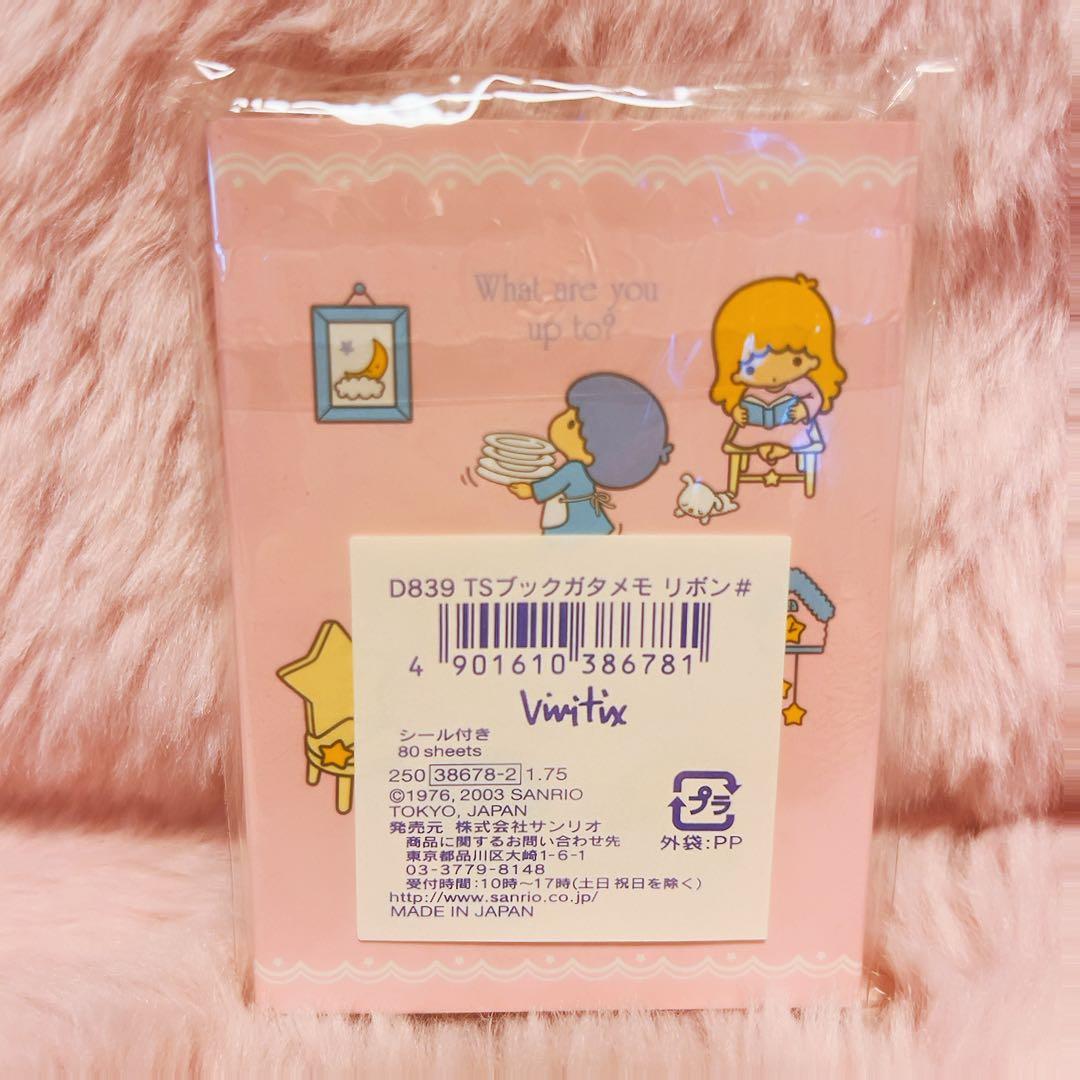 What are you
up to?
D839 TSブックガタメモ リボン#
4 901610 386781
Vivitix
シール付き
80 sheets
250 38678-2 1.75
©1976, 2003 SANRIO
TOKYO, JAPAN
発売元 株式会社サンリオ
商品に関するお問い合わせ先
東京都品川区大崎1-6-1
03-3779-8148
受付時間:10時〜17時(土日祝日を除く)
http://www.sanrio.co.jp/
MADE IN JAPAN
プラ
外袋:PP